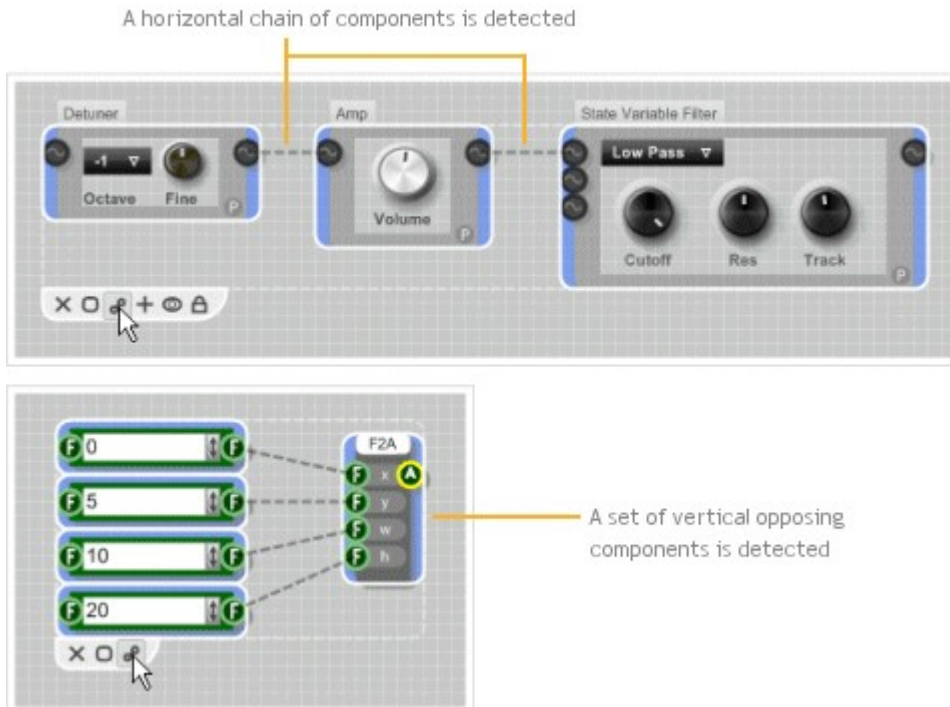 A horizontal chain of components is detected
Detuner
Amp
State Variable Filter
-1
Low Pass
Octave Fine
Volume
Cutoff Res Track
P
P
P
0
F2A
F F
F x A
5
F F
F y
10
F F
F w
F h
20
F F
A set of vertical opposing
components is detected